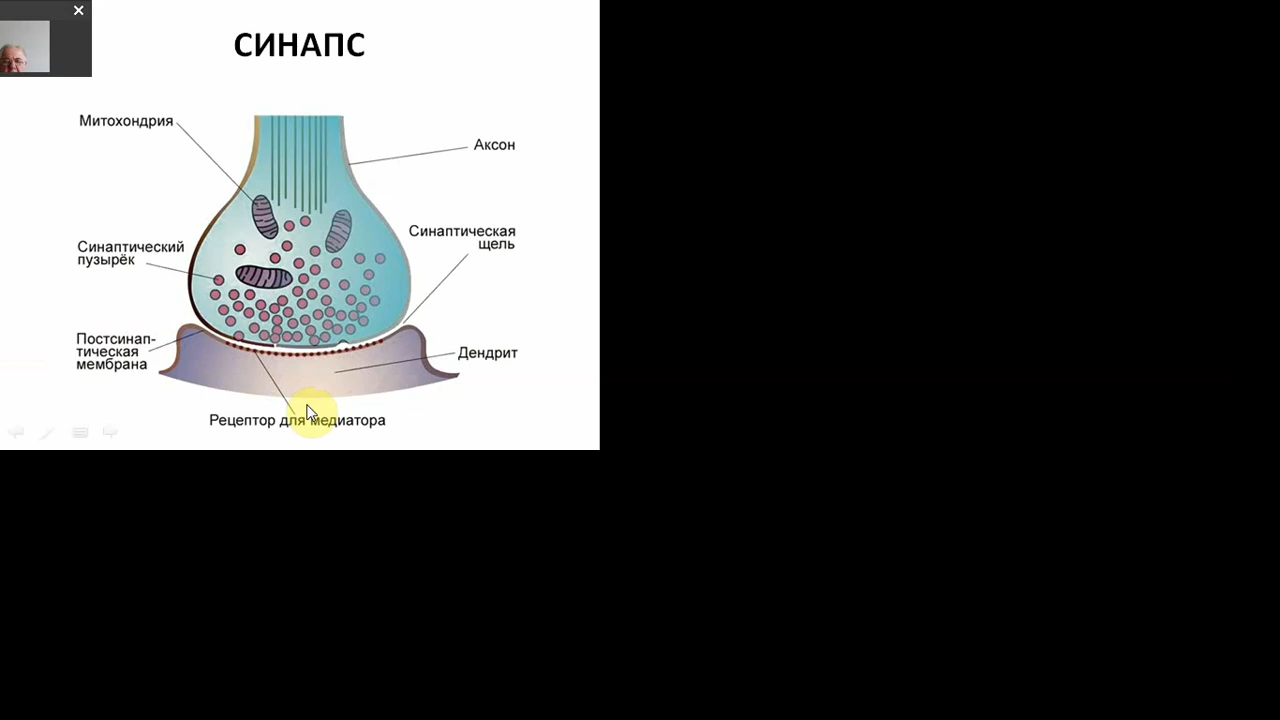 СИНАПС
Митохондрия
Аксон
Синаптический
пузырёк
Синаптическая
щель
Постсинап-
тическая
мембрана
Дендрит
Рецептор для медиатора